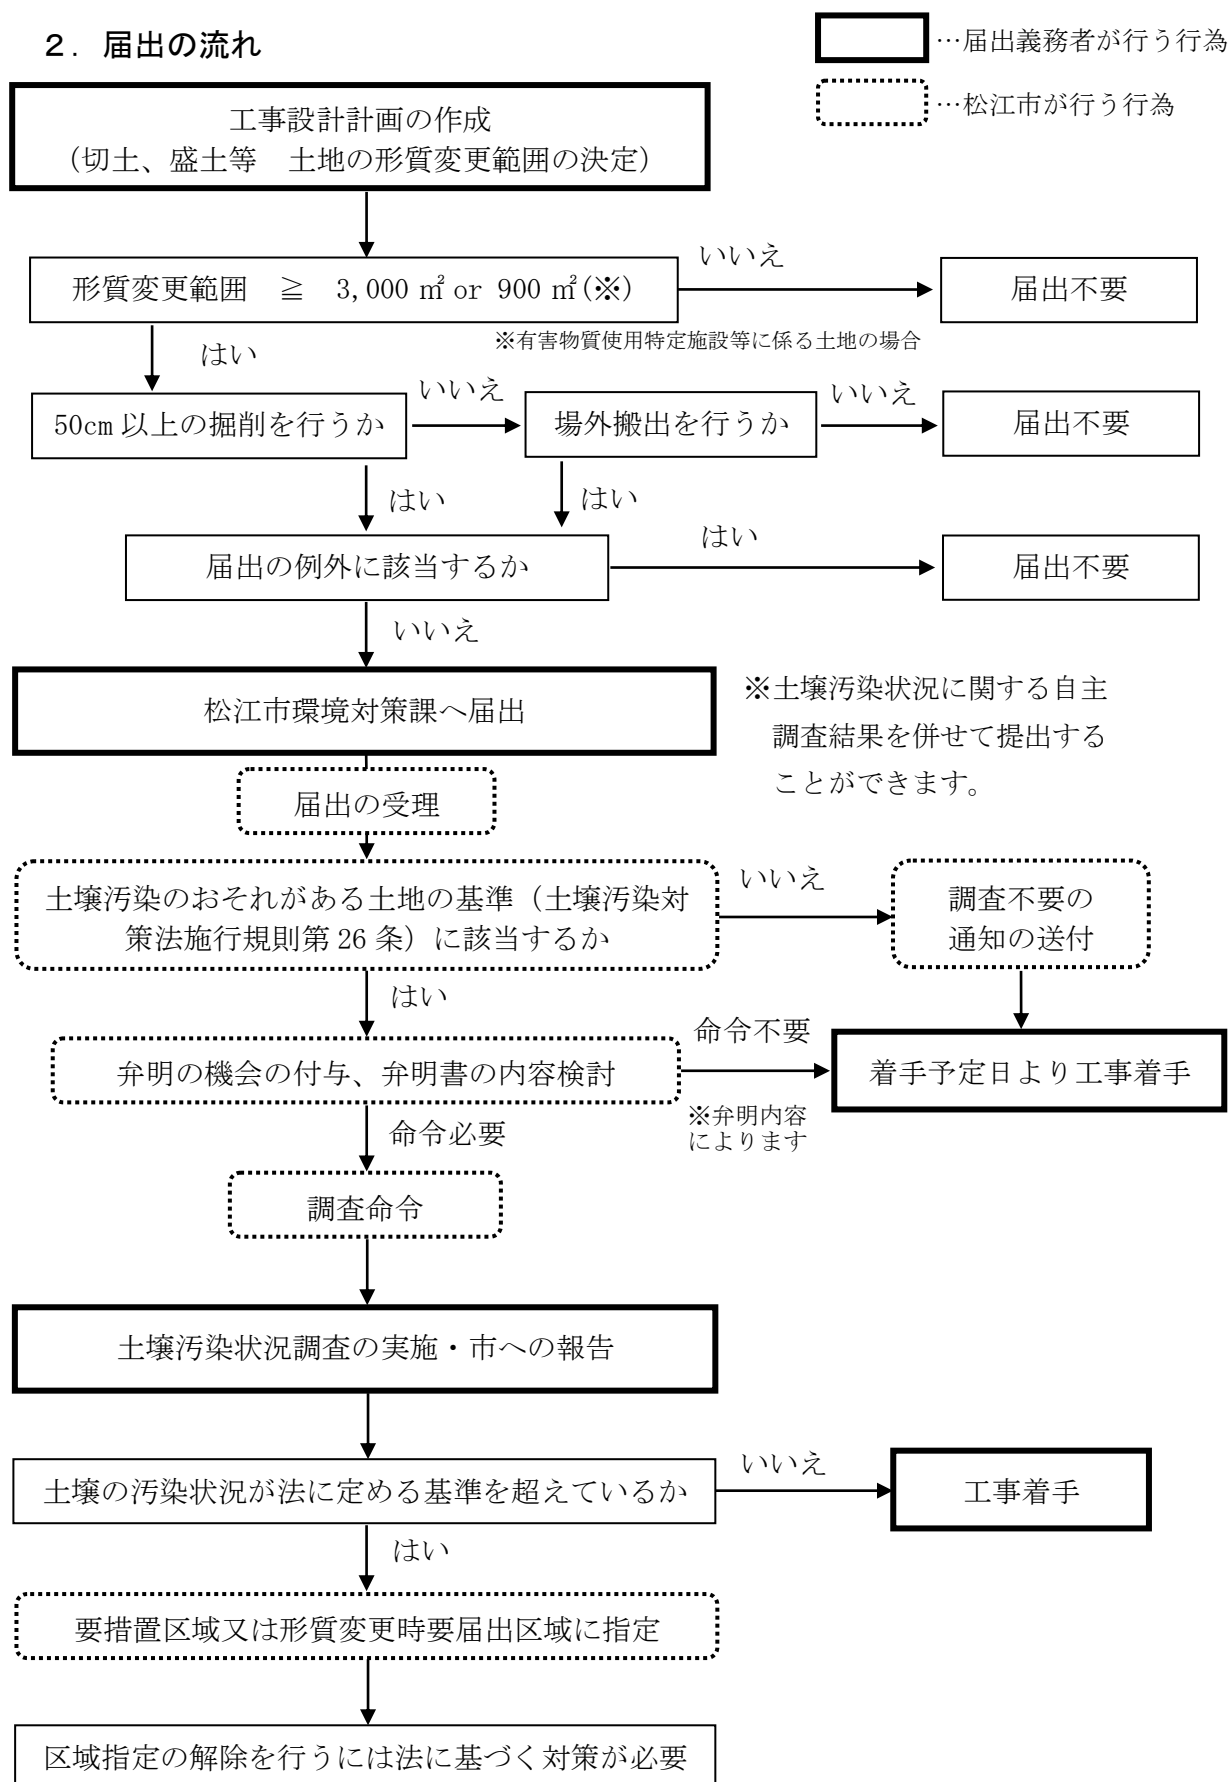 ２．届出の流れ
…届出義務者が行う行為
…松江市が行う行為
工事設計計画の作成
（切土、盛土等　土地の形質変更範囲の決定）
形質変更範囲　≧　3,000 ㎡ or 900 ㎡(※)
いいえ
届出不要
※有害物質使用特定施設等に係る土地の場合
はい
50cm 以上の掘削を行うか
いいえ
場外搬出を行うか
いいえ
届出不要
はい
はい
届出の例外に該当するか
はい
届出不要
いいえ
松江市環境対策課へ届出
※土壌汚染状況に関する自主
調査結果を併せて提出する
ことができます。
届出の受理
土壌汚染のおそれがある土地の基準（土壌汚染対
策法施行規則第 26 条）に該当するか
いいえ
調査不要の
通知の送付
はい
弁明の機会の付与、弁明書の内容検討
命令不要
着手予定日より工事着手
※弁明内容
によります
命令必要
調査命令
土壌汚染状況調査の実施・市への報告
土壌の汚染状況が法に定める基準を超えているか
いいえ
工事着手
はい
要措置区域又は形質変更時要届出区域に指定
区域指定の解除を行うには法に基づく対策が必要